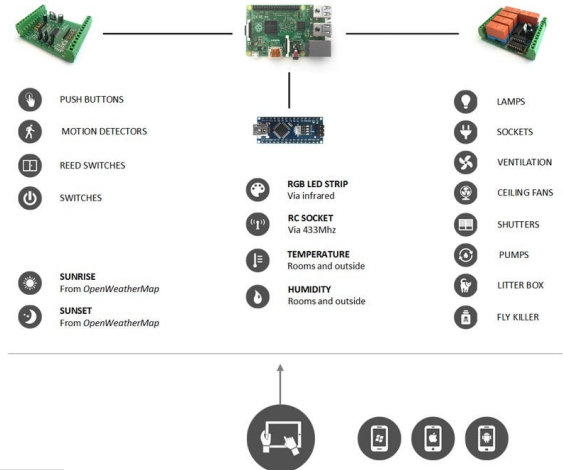 PUSH BUTTONS
MOTION DETECTORS
REED SWITCHES
SWITCHES
SUNRISE
From OpenWeatherMap
SUNSET
From OpenWeatherMap
RGB LED STRIP
Via infrared
RC SOCKET
Via 433Mhz
TEMPERATURE
Rooms and outside
HUMIDITY
Rooms and outside
LAMPS
SOCKETS
VENTILATION
CEILING FANS
SHUTTERS
PUMPS
LITTER BOX
FLY KILLER